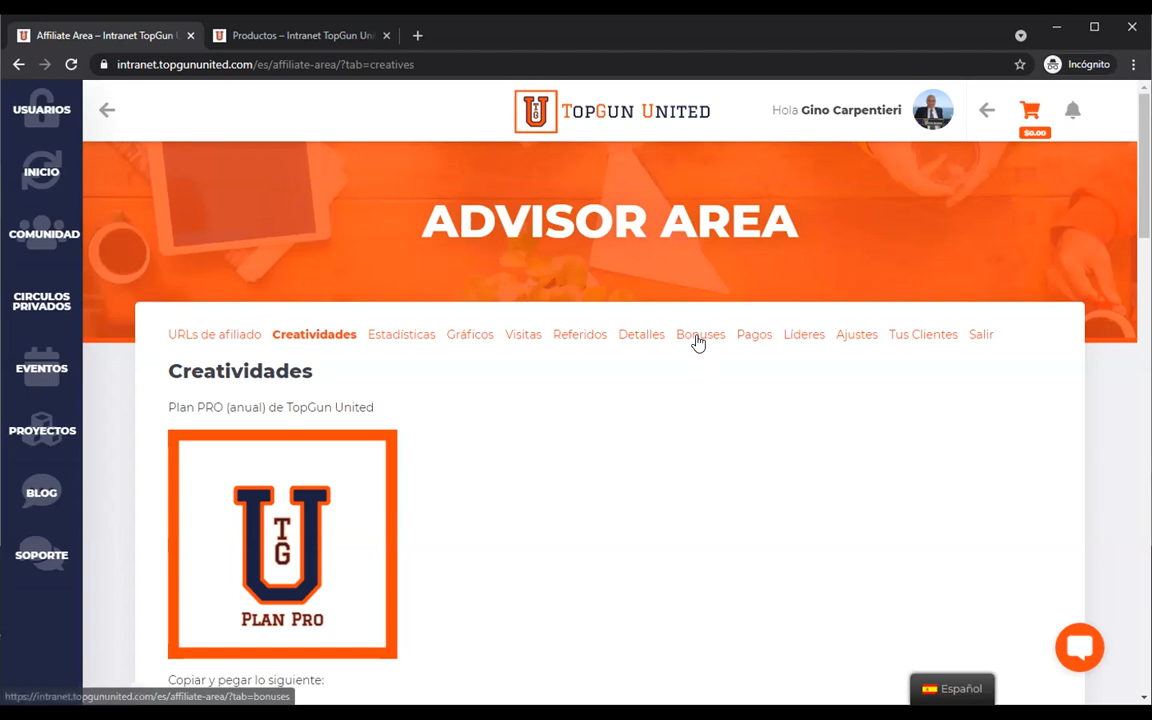 Affiliate Area – Intranet TopGun U
Productos – Intranet TopGun Uni
intranet.topgununited.com/es/affiliate-area/?tab=creatives
Incógnito
USUARIOS
INICIO
COMUNIDAD
CIRCULOS
PRIVADOS
EVENTOS
PROYECTOS
BLOG
SOPORTE
TG
TOPGUN UNITED
Hola Gino Carpentieri
$0.00
ADVISOR AREA
URLs de afiliado Creatividades Estadísticas Gráficos Visitas Referidos Detalles Bonuses Pagos Líderes Ajustes Tus Clientes Salir
Creatividades
Plan PRO (anual) de TopGun United
T
G
PLAN PRO
Copiar y pegar lo siguiente:
https://intranet.topgununited.com/es/affiliate-area/?tab=bonuses
Español